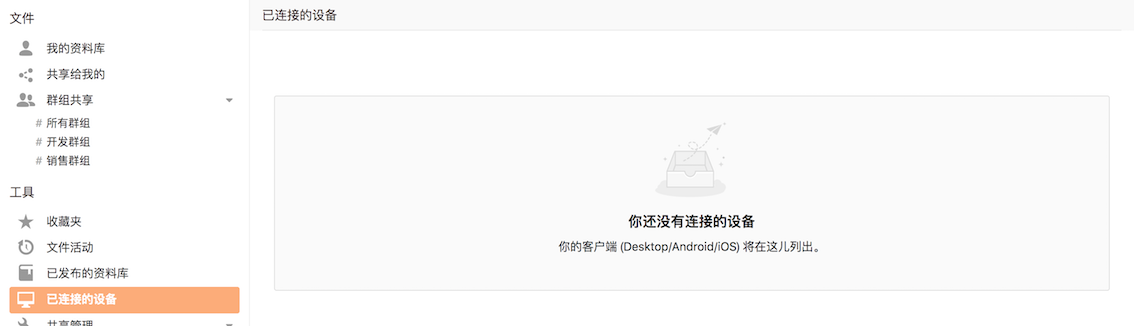 文件
我的资料库
共享给我的
群组共享
# 所有群组
# 开发群组
# 销售群组
工具
收藏夹
文件活动
已发布的资料库
已连接的设备
共享管理
已连接的设备
你还没有连接的设备
你的客户端 (Desktop/Android/iOS) 将在这儿列出。